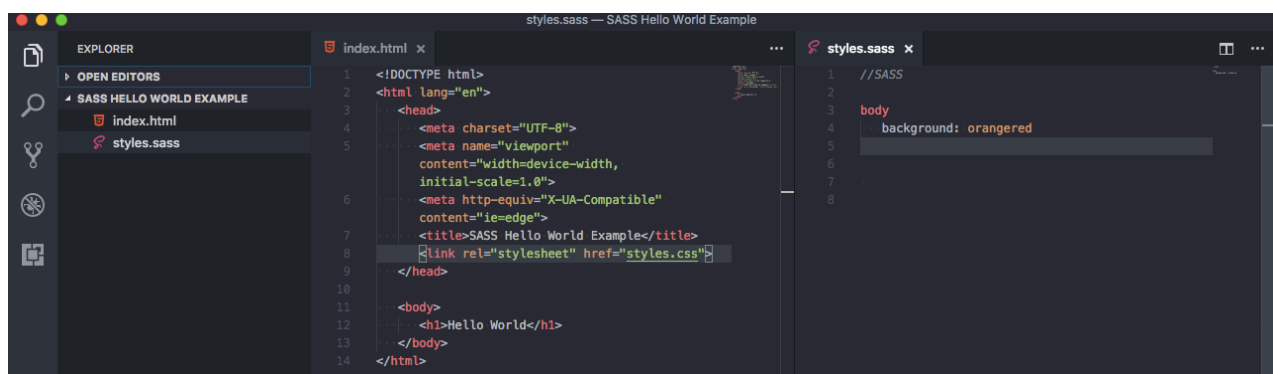 styles.sass — SASS Hello World Example
EXPLORER
OPEN EDITORS
SASS HELLO WORLD EXAMPLE
index.html
styles.sass
index.html ×
1 <!DOCTYPE html>
2 <html lang="en">
3 <head>
4 <meta charset="UTF-8">
5 <meta name="viewport"
content="width=device-width,
initial-scale=1.0">
6 <meta http-equiv="X-UA-Compatible"
content="ie=edge">
7 <title>SASS Hello World Example</title>
8 <link rel="stylesheet" href="styles.css">
9 </head>
10
11 <body>
12 <h1>Hello World</h1>
13 </body>
14 </html>
styles.sass ×
1 //SASS
2
3 body
4 background: orangered
5
6
7
8